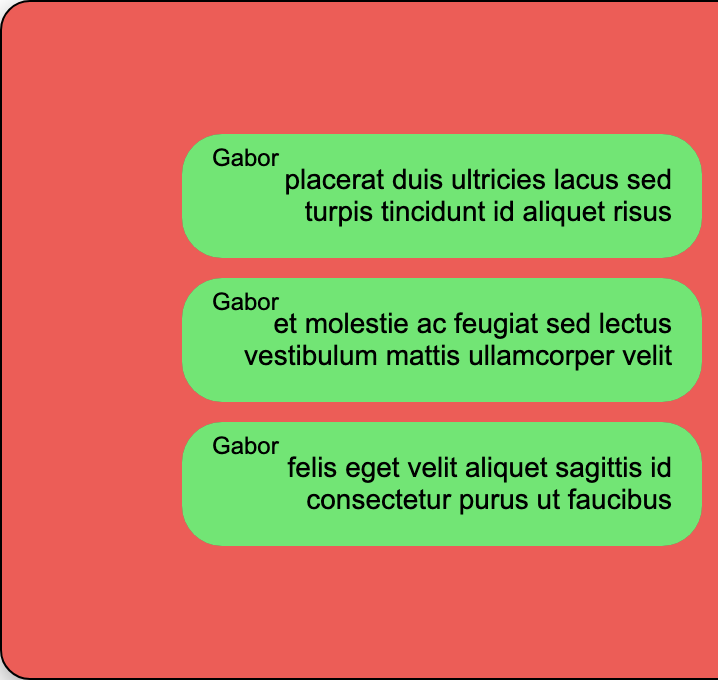 Gabor
placerat duis ultricies lacus sed
turpis tincidunt id aliquet risus
Gabor
et molestie ac feugiat sed lectus
vestibulum mattis ullamcorper velit
Gabor
felis eget velit aliquet sagittis id
consectetur purus ut faucibus